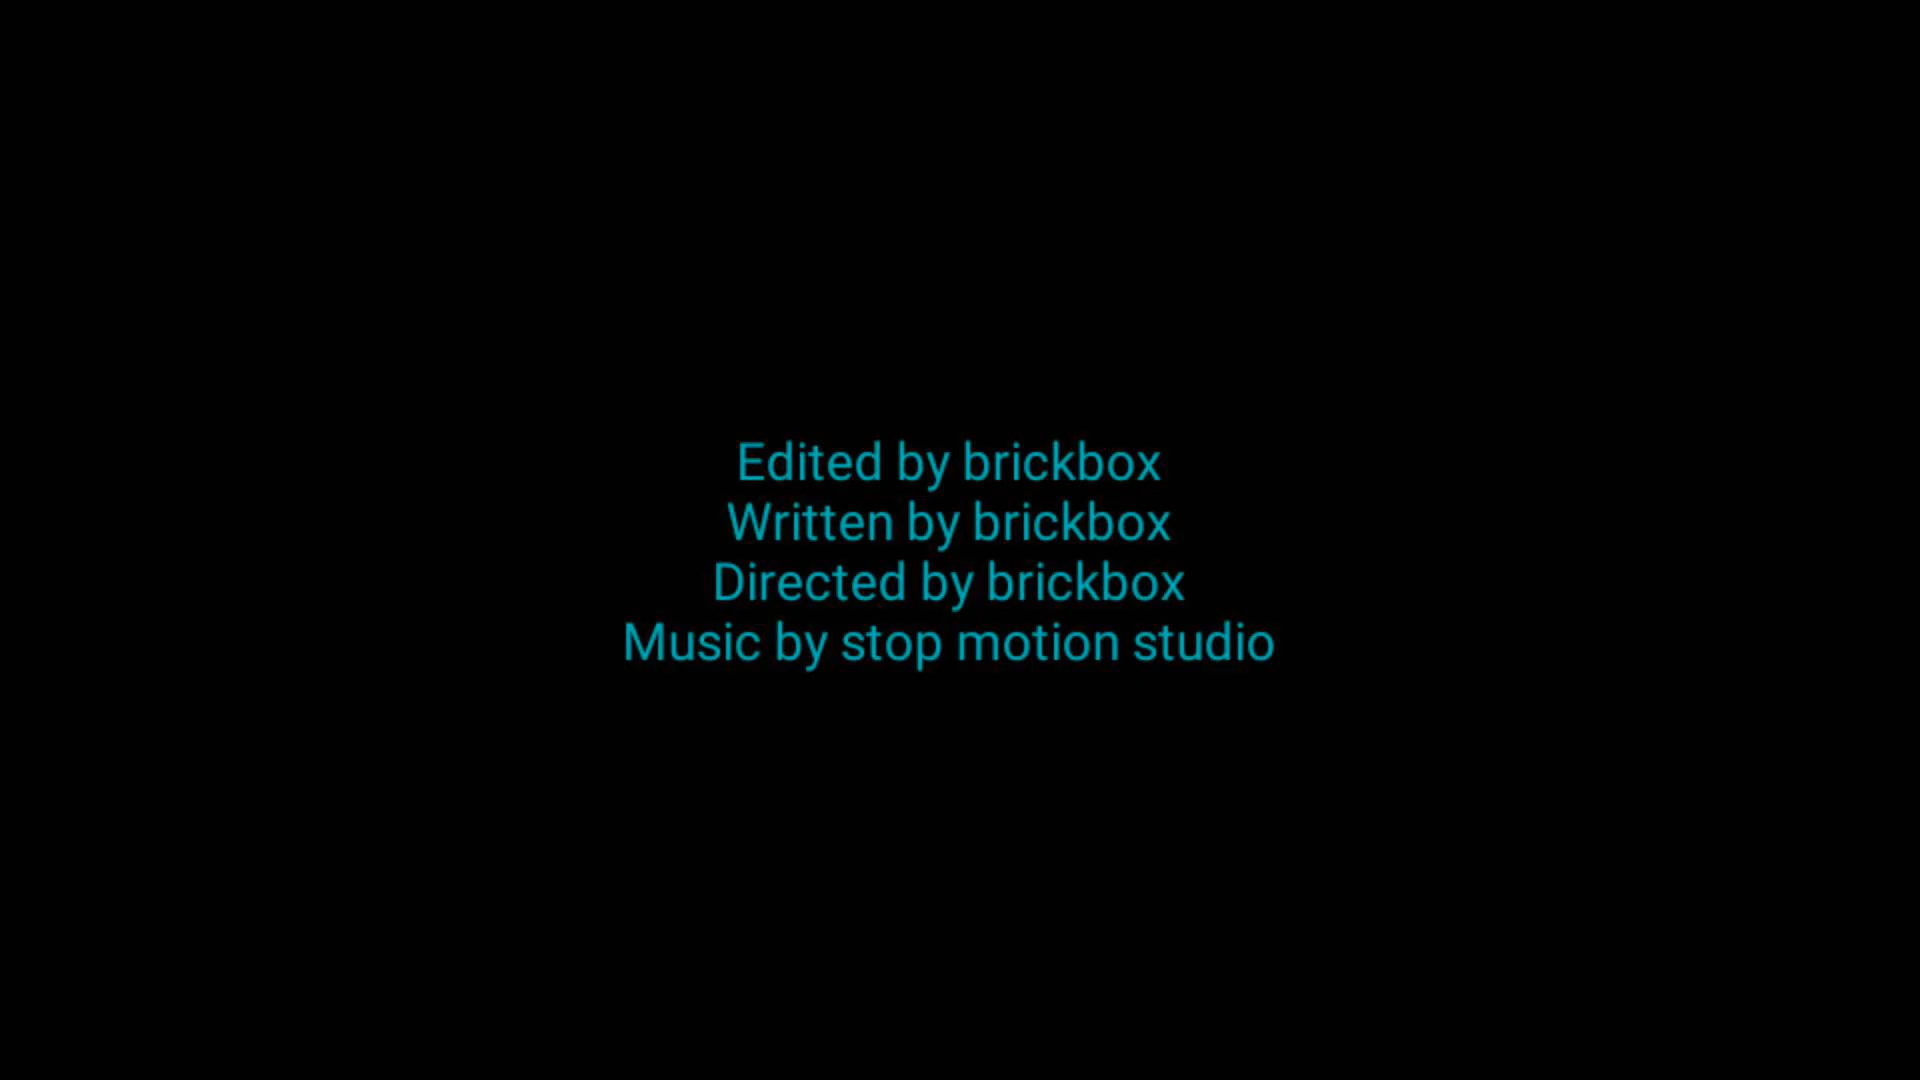 Edited by brickbox
Written by brickbox
Directed by brickbox
Music by stop motion studio